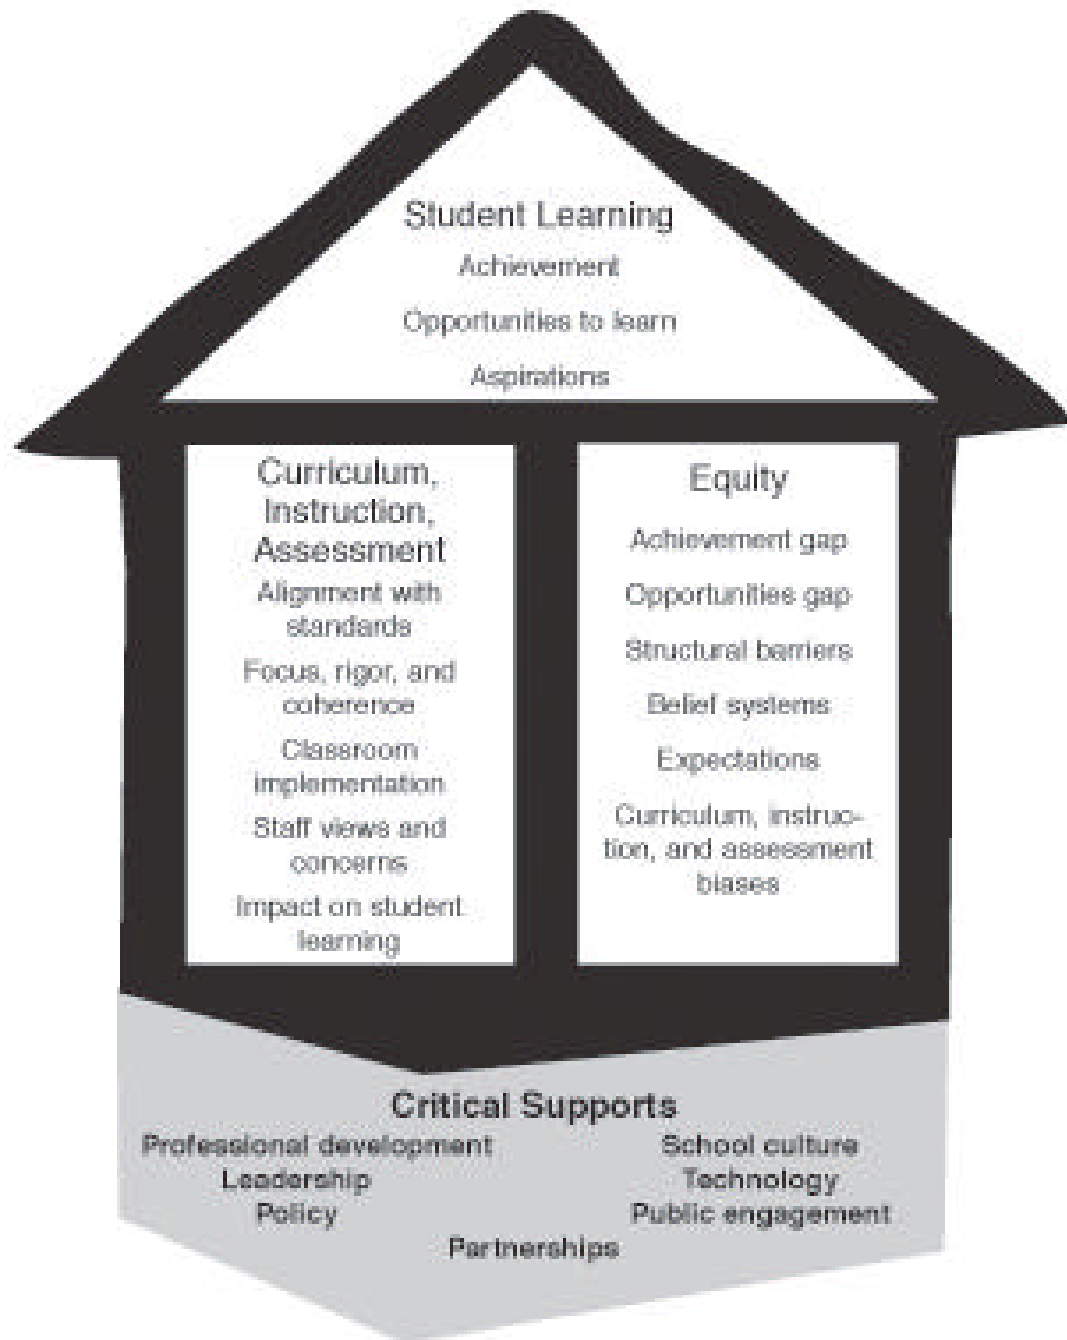 Student Learning
Achievement
Opportunities to learn
Aspirations
Curriculum,
Instruction,
Assessment
Alignment with
standards
Focus, rigor, and
coherence
Classroom
implementation
Staff views and
concerns
Impact on student
learning
Equity
Achievement gap
Opportunities gap
Structural barriers
Belief systems
Expectations
Curriculum, instruc-
tion, and assessment
biases
Critical Supports
Professional development
Leadership
Policy
School culture
Technology
Public engagement
Partnerships